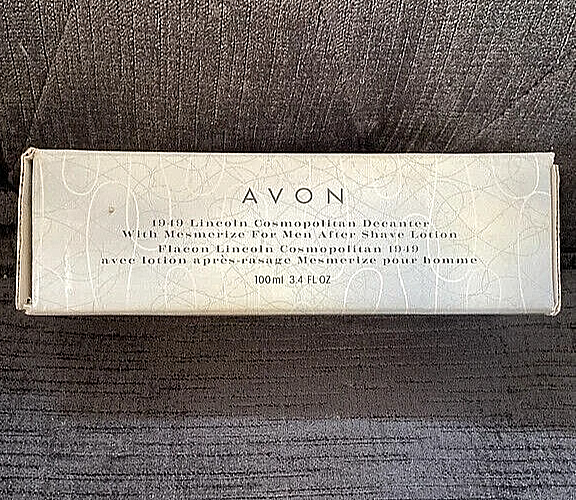 AVON
1949 Lincoln Cosmopolitan Decanter
With Mesmerize For Men After Shave Lotion
Flacon Lincoln Cosmopolitan 1949
avec lotion après-rasage Mesmerize pour homme
100ml 3.4 FL OZ